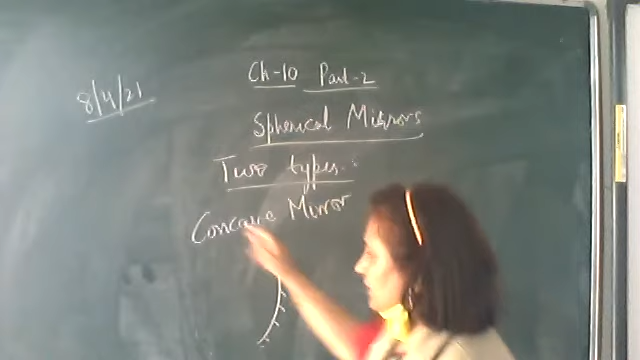 8/4/21
Ch-10 Part-2
Spherical Mirrors
Two types:
Concave Mirror